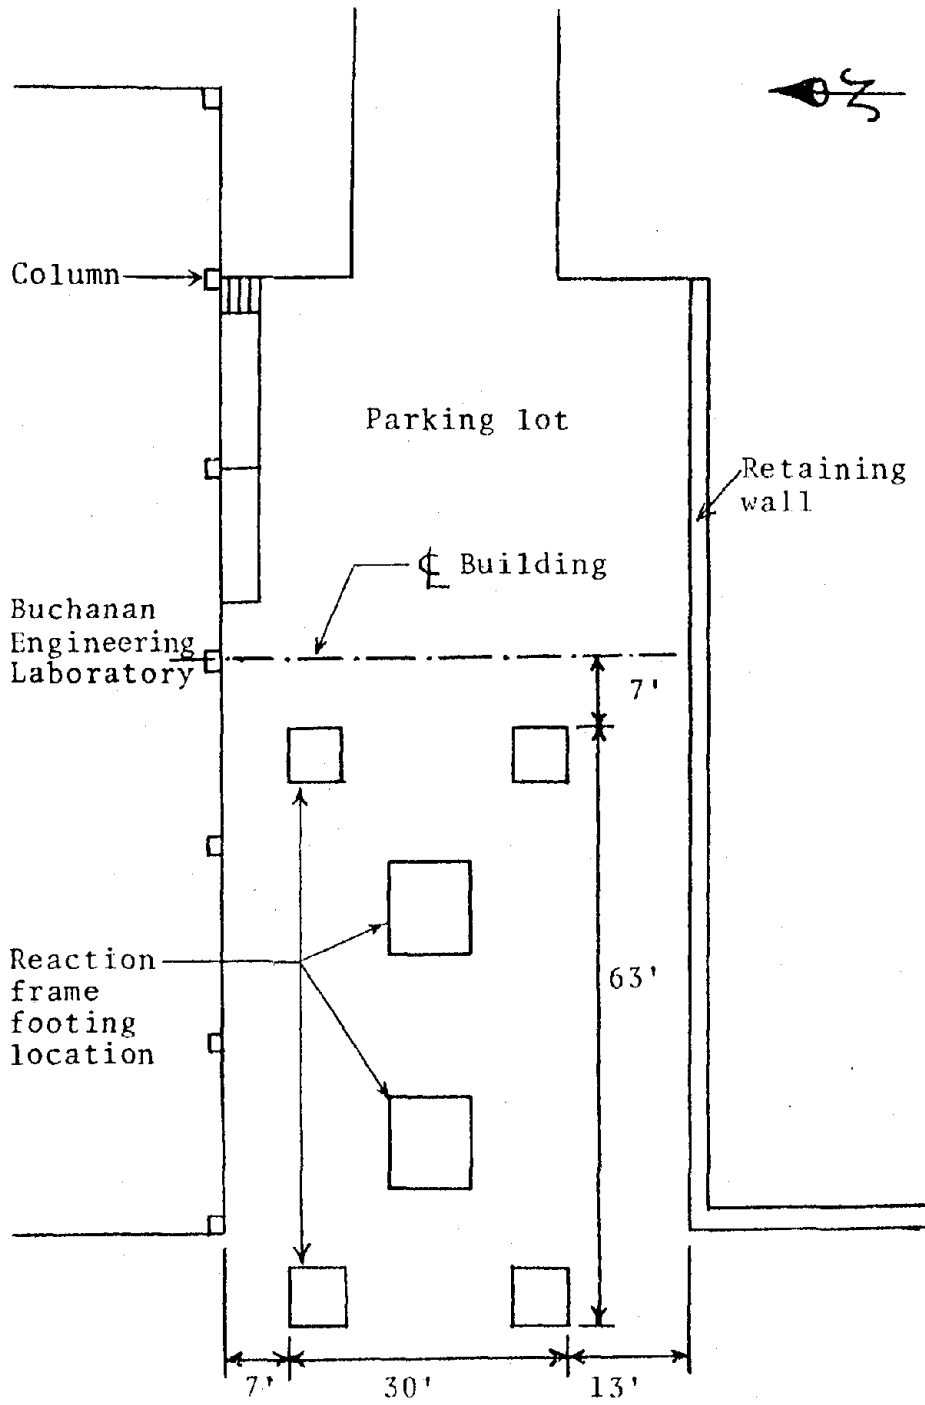 N
Column
Parking lot
Retaining
wall
℄ Building
Buchanan
Engineering
Laboratory
7'
Reaction
frame
footing
location
63'
7'
30'
13'